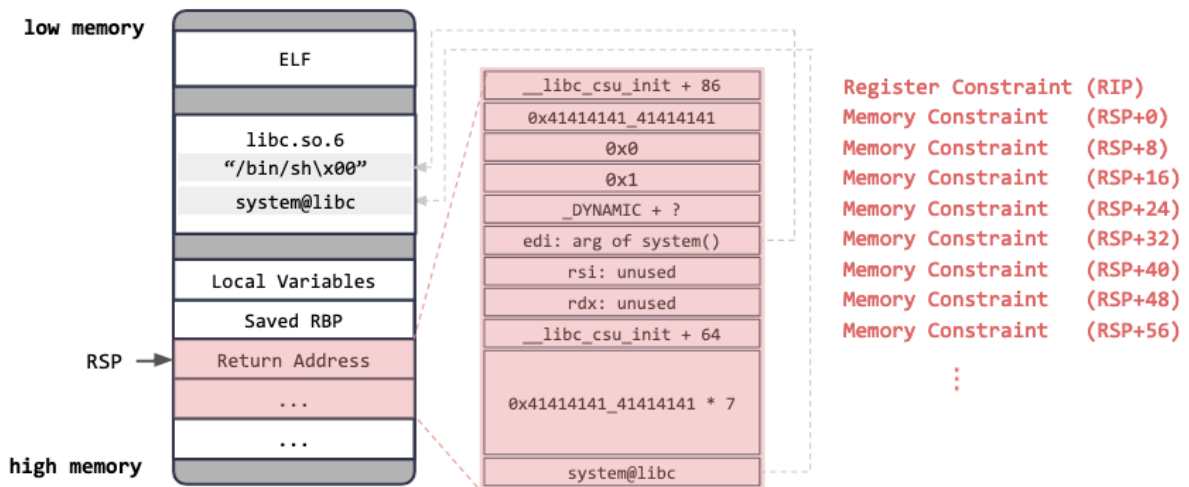 low memory
ELF
libc.so.6
“/bin/sh\x00”
system@libc
Local Variables
Saved RBP
RSP
Return Address
...
...
high memory
__libc_csu_init + 86
0x41414141_41414141
0x0
0x1
_DYNAMIC + ?
edi: arg of system()
rsi: unused
rdx: unused
__libc_csu_init + 64
0x41414141_41414141 * 7
system@libc
Register Constraint (RIP)
Memory Constraint (RSP+0)
Memory Constraint (RSP+8)
Memory Constraint (RSP+16)
Memory Constraint (RSP+24)
Memory Constraint (RSP+32)
Memory Constraint (RSP+40)
Memory Constraint (RSP+48)
Memory Constraint (RSP+56)
⋮